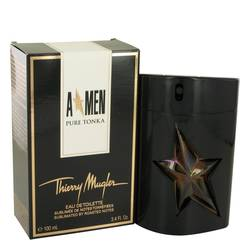 A★MEN
PURE TONKA
Thierry Mugler
EAU DE TOILETTE
SUBLIMÉE DE NOTES TORRÉFIÉES
SUBLIMATED BY ROASTED NOTES
100 mL 3.4 fl. oz